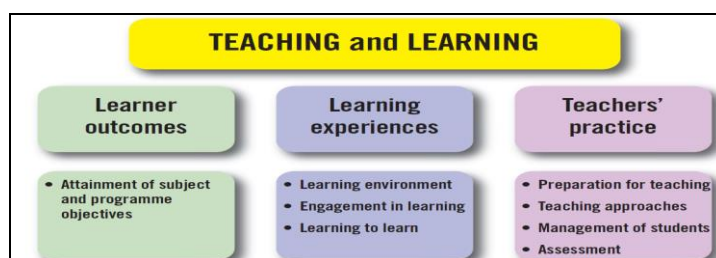 TEACHING and LEARNING
Learner
outcomes
Learning
experiences
Teachers'
practice
• Attainment of subject
and programme
objectives
• Learning environment
• Engagement in learning
• Learning to learn
• Preparation for teaching
• Teaching approaches
• Management of students
• Assessment